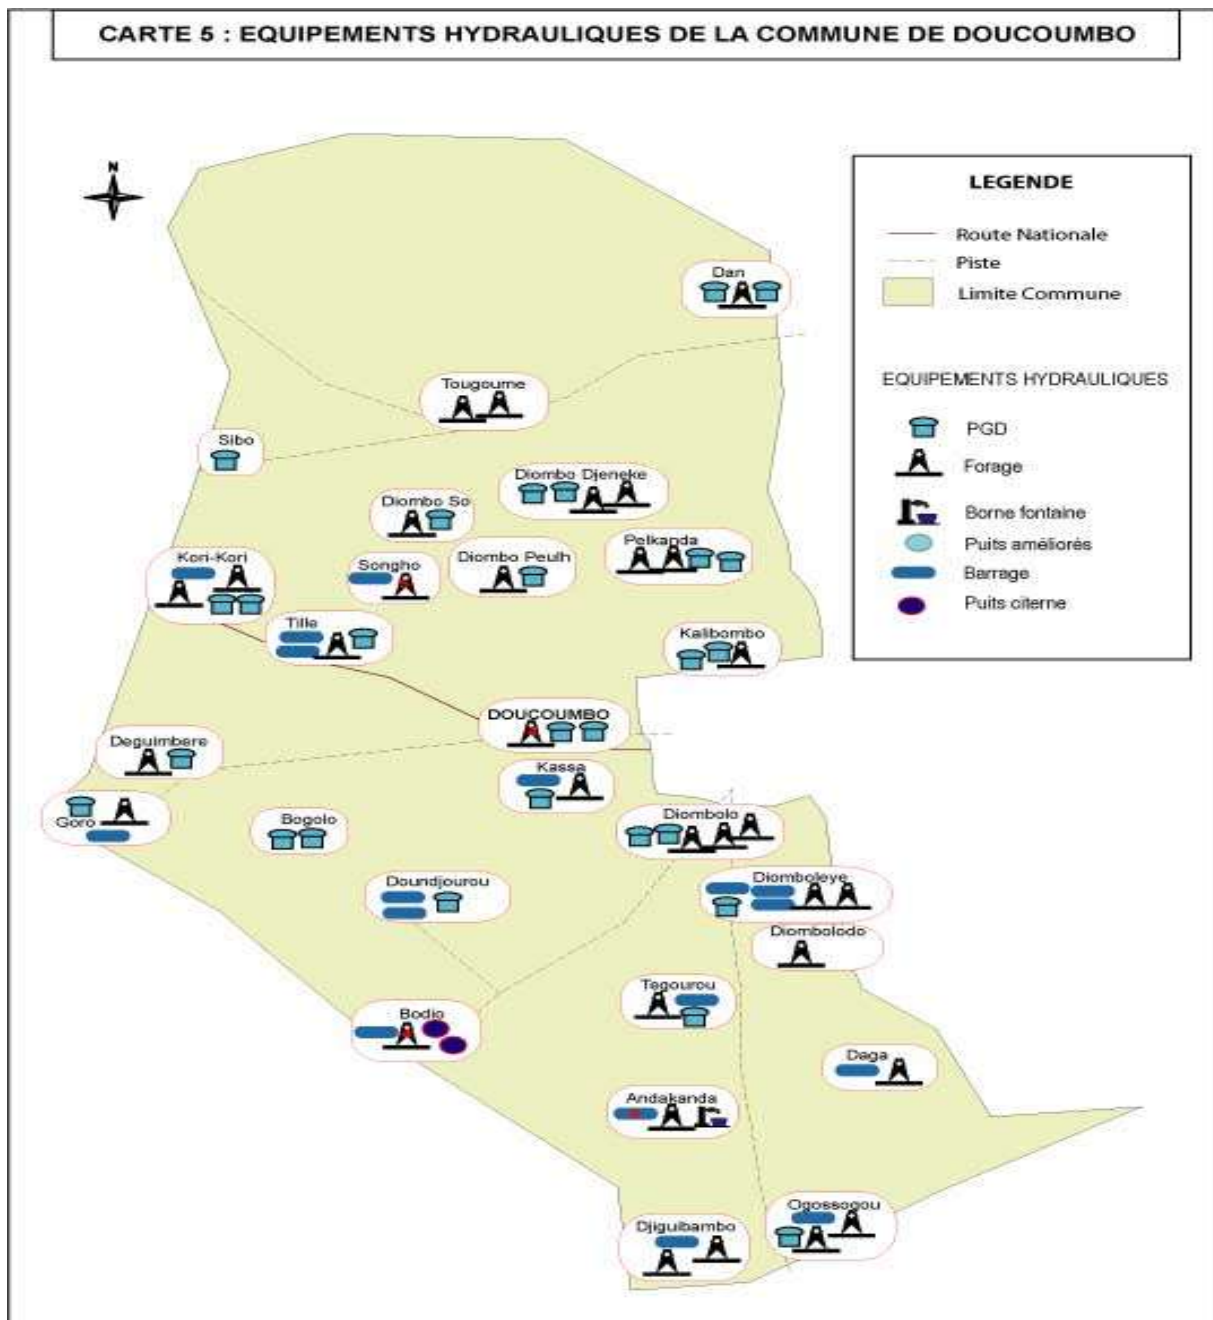 CARTE 5 : EQUIPEMENTS HYDRAULIQUES DE LA COMMUNE DE DOUCOUMBO
N
LEGENDE
Route Nationale
Piste
Limite Commune
EQUIPEMENTS HYDRAULIQUES
PGD
Forage
Borne fontaine
Puits améliorés
Barrage
Puits citerne
Dan
Tougoume
Sibo
Diombo Djeneke
Diombo So
Pelkanda
Kori-Kori
Songho
Diombo Peulh
Tille
Kalibombo
DOUCOUMBO
Deguimbere
Kassa
Goro
Bogolo
Diombolo
Doundjourou
Diomboleye
Diombolodo
Tegourou
Bodio
Daga
Andakanda
Ogossogou
Djiguibambo